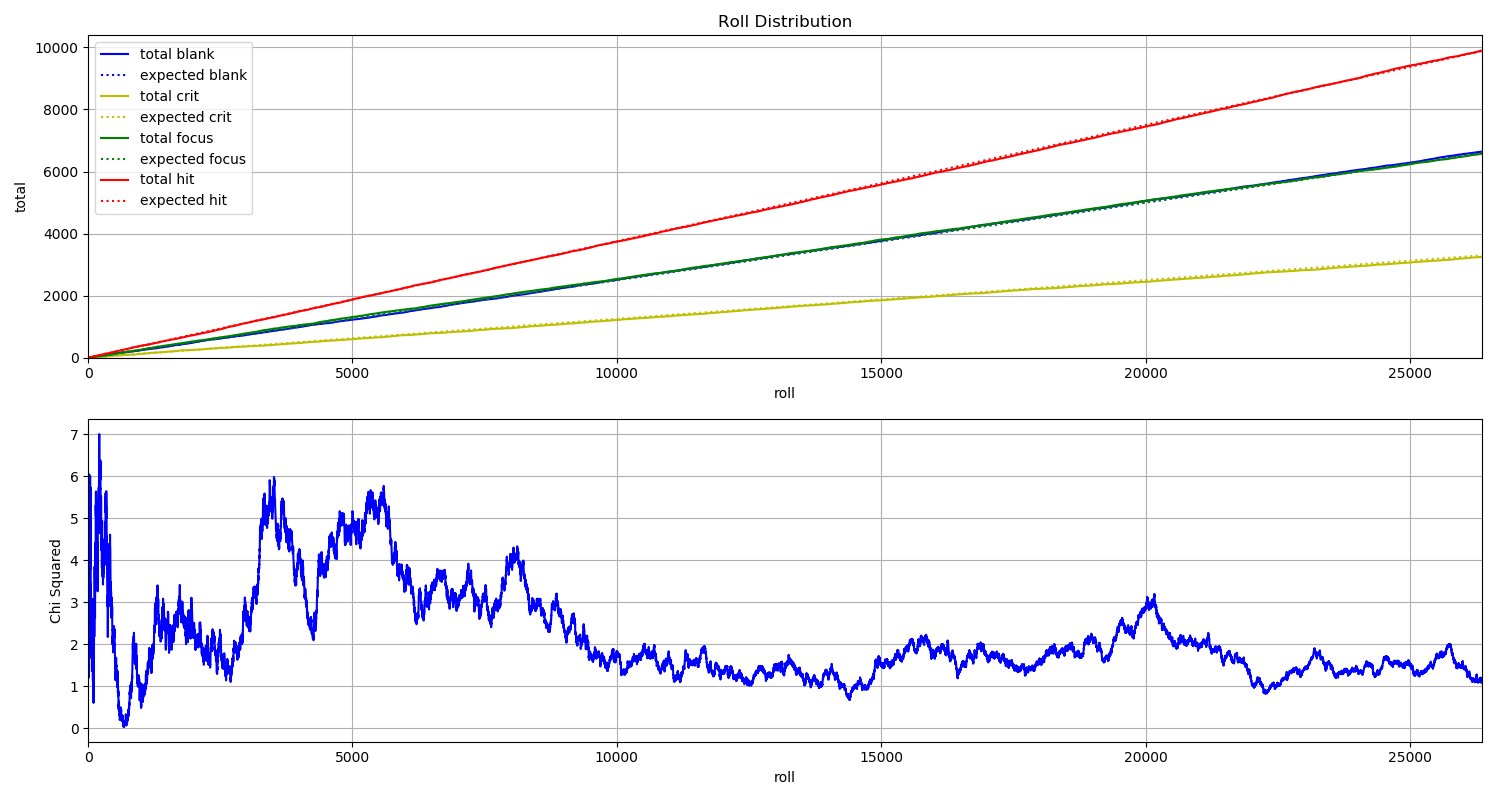 Roll Distribution
total
10000
8000
6000
4000
2000
0
total blank
expected blank
total crit
expected crit
total focus
expected focus
total hit
expected hit
0 5000 10000 15000 20000 25000
roll
Chi Squared
7
6
5
4
3
2
1
0
0 5000 10000 15000 20000 25000
roll